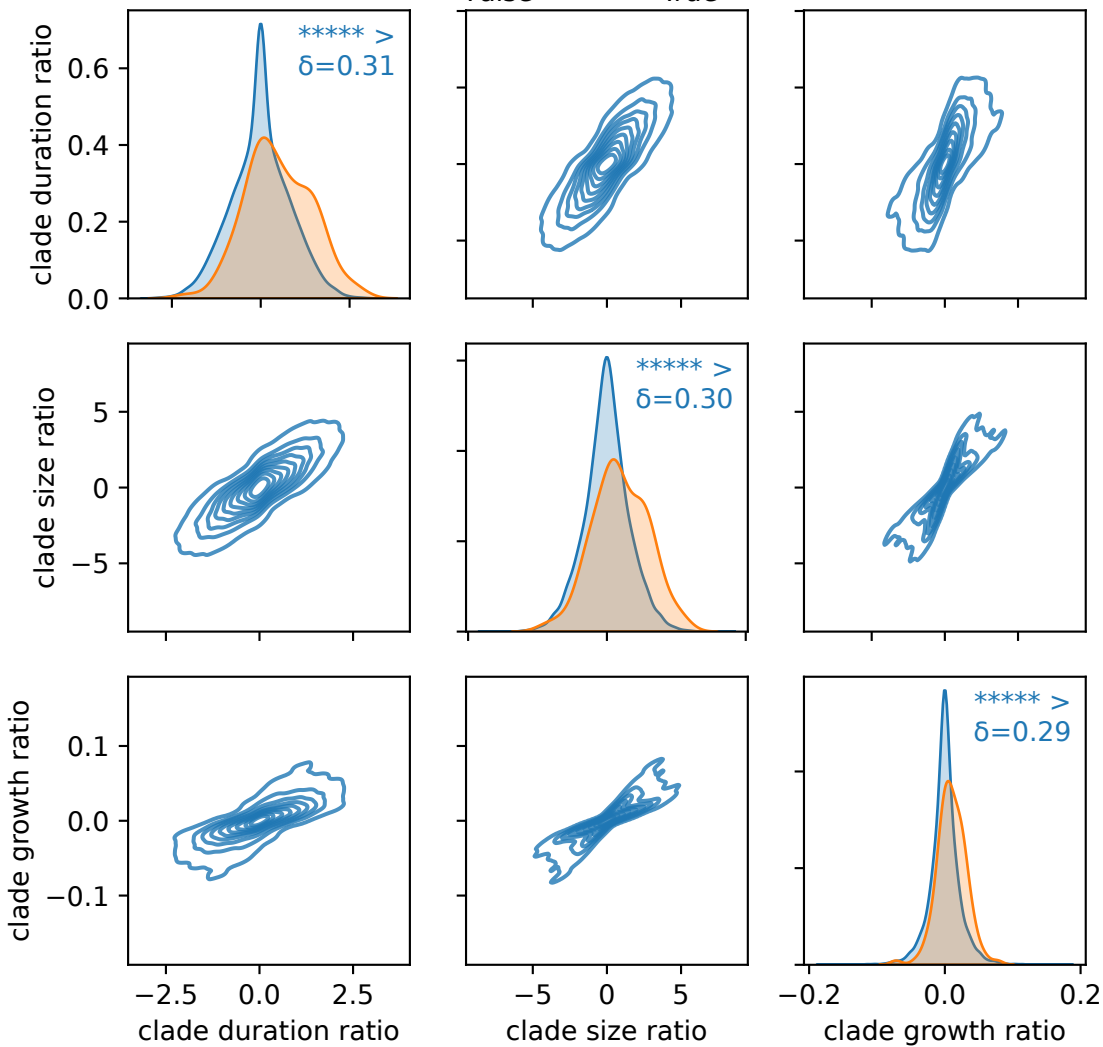 ***** >
δ=0.31
clade duration ratio
0.6
0.4
0.2
0.0
***** >
δ=0.30
clade size ratio
5
0
−5
***** >
δ=0.29
clade growth ratio
0.1
0.0
−0.1
−2.5 0.0 2.5
−5 0 5
−0.2 0.0 0.2
clade duration ratio
clade size ratio
clade growth ratio